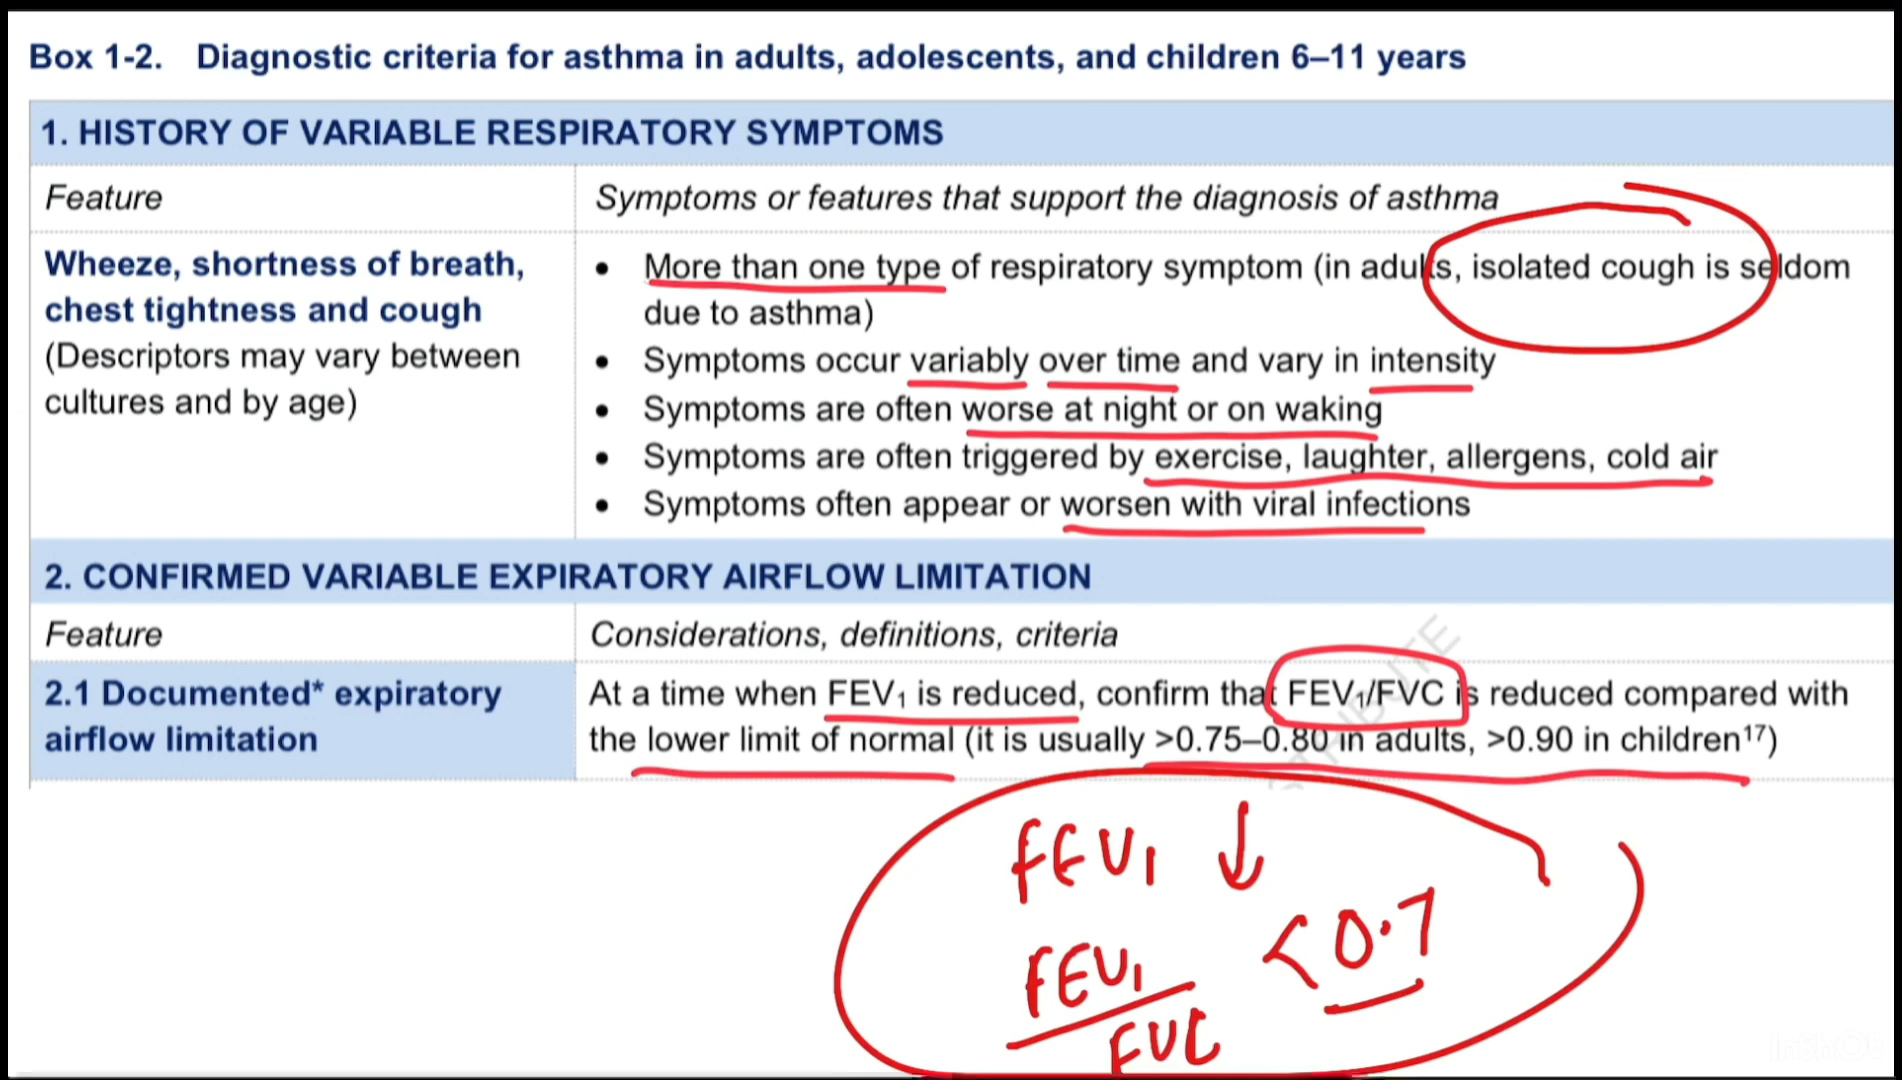 Box 1-2. Diagnostic criteria for asthma in adults, adolescents, and children 6–11 years
1. HISTORY OF VARIABLE RESPIRATORY SYMPTOMS
Feature
Symptoms or features that support the diagnosis of asthma
Wheeze, shortness of breath,
chest tightness and cough
(Descriptors may vary between
cultures and by age)
• More than one type of respiratory symptom (in adults, isolated cough is seldom
due to asthma)
• Symptoms occur variably over time and vary in intensity
• Symptoms are often worse at night or on waking
• Symptoms are often triggered by exercise, laughter, allergens, cold air
• Symptoms often appear or worsen with viral infections
2. CONFIRMED VARIABLE EXPIRATORY AIRFLOW LIMITATION
Feature
Considerations, definitions, criteria
2.1 Documented* expiratory
airflow limitation
At a time when FEV₁ is reduced, confirm that FEV₁/FVC is reduced compared with
the lower limit of normal (it is usually >0.75–0.80 in adults, >0.90 in children¹⁷)
FEV₁ ↓
FEV₁
FVC
<0.7